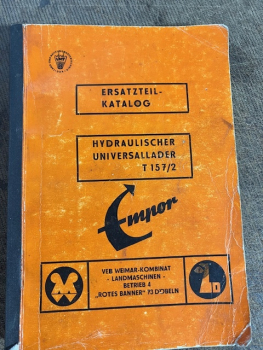 ERSATZTEIL-
KATALOG
HYDRAULISCHER
UNIVERSALLADER
T 157/2
Empor
VEB WEIMAR-KOMBINAT
- LANDMASCHINEN -
BETRIEB 4
„ROTES BANNER" 73 DÖBELN